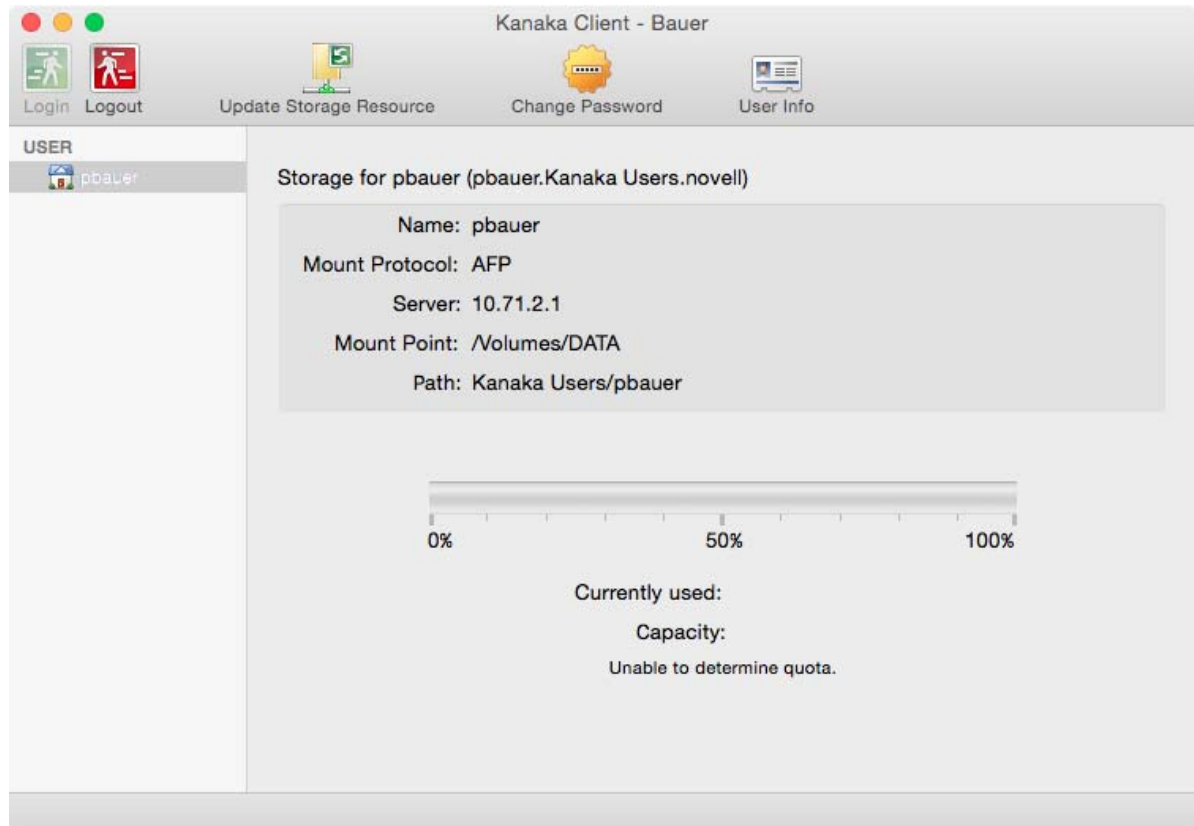 Kanaka Client - Bauer
Login Logout Update Storage Resource Change Password User Info
USER
pbauer
Storage for pbauer (pbauer.Kanaka Users.novell)
Name: pbauer
Mount Protocol: AFP
Server: 10.71.2.1
Mount Point: /Volumes/DATA
Path: Kanaka Users/pbauer
0% 50% 100%
Currently used:
Capacity:
Unable to determine quota.